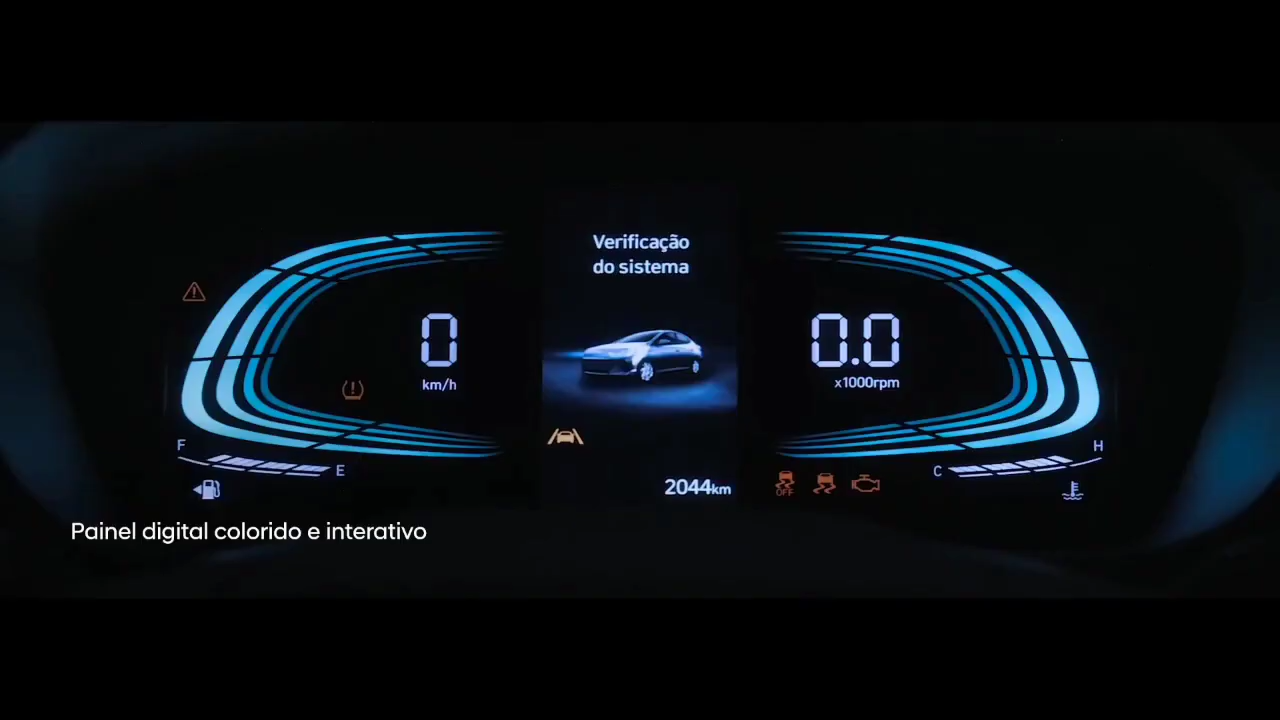 Verificação
do sistema
0
km/h
0.0
x1000rpm
F
E
C
H
2044km
OFF
Painel digital colorido e interativo